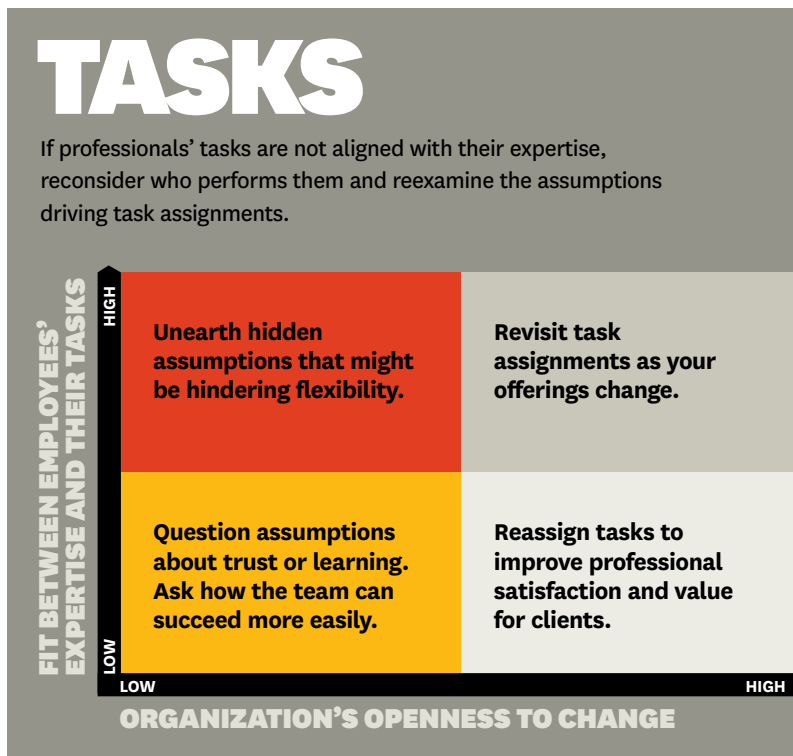 TASKS
If professionals’ tasks are not aligned with their expertise,
reconsider who performs them and reexamine the assumptions
driving task assignments.
FIT BETWEEN EMPLOYEES’
EXPERTISE AND THEIR TASKS
HIGH
Unearth hidden
assumptions that might
be hindering flexibility.
Revisit task
assignments as your
offerings change.
Question assumptions
about trust or learning.
Ask how the team can
succeed more easily.
Reassign tasks to
improve professional
satisfaction and value
for clients.
LOW
LOW
HIGH
ORGANIZATION’S OPENNESS TO CHANGE